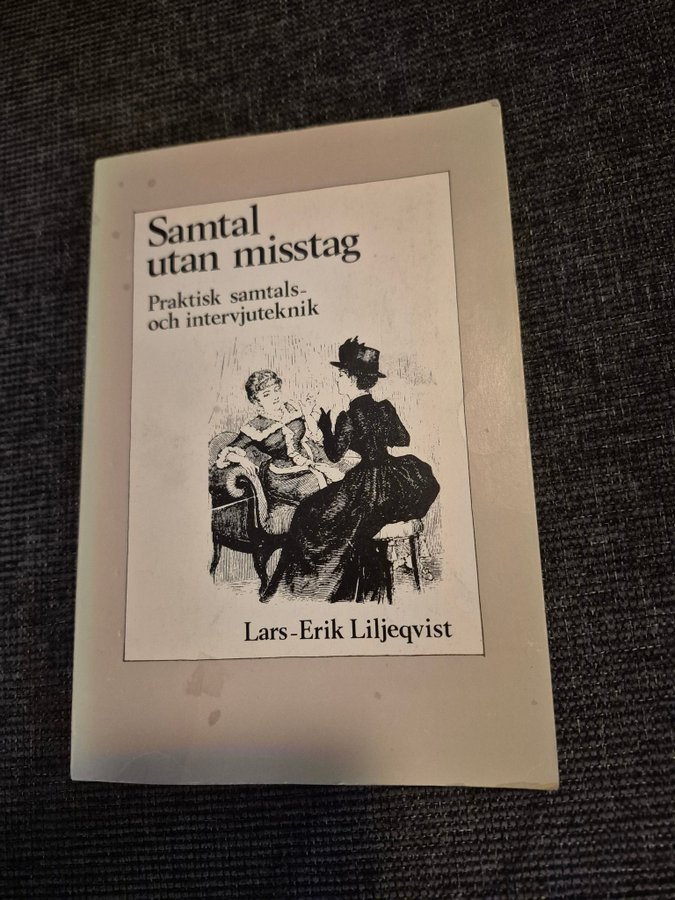 Samtal
utan misstag
Praktisk samtals-
och intervjuteknik
Lars-Erik Liljeqvist